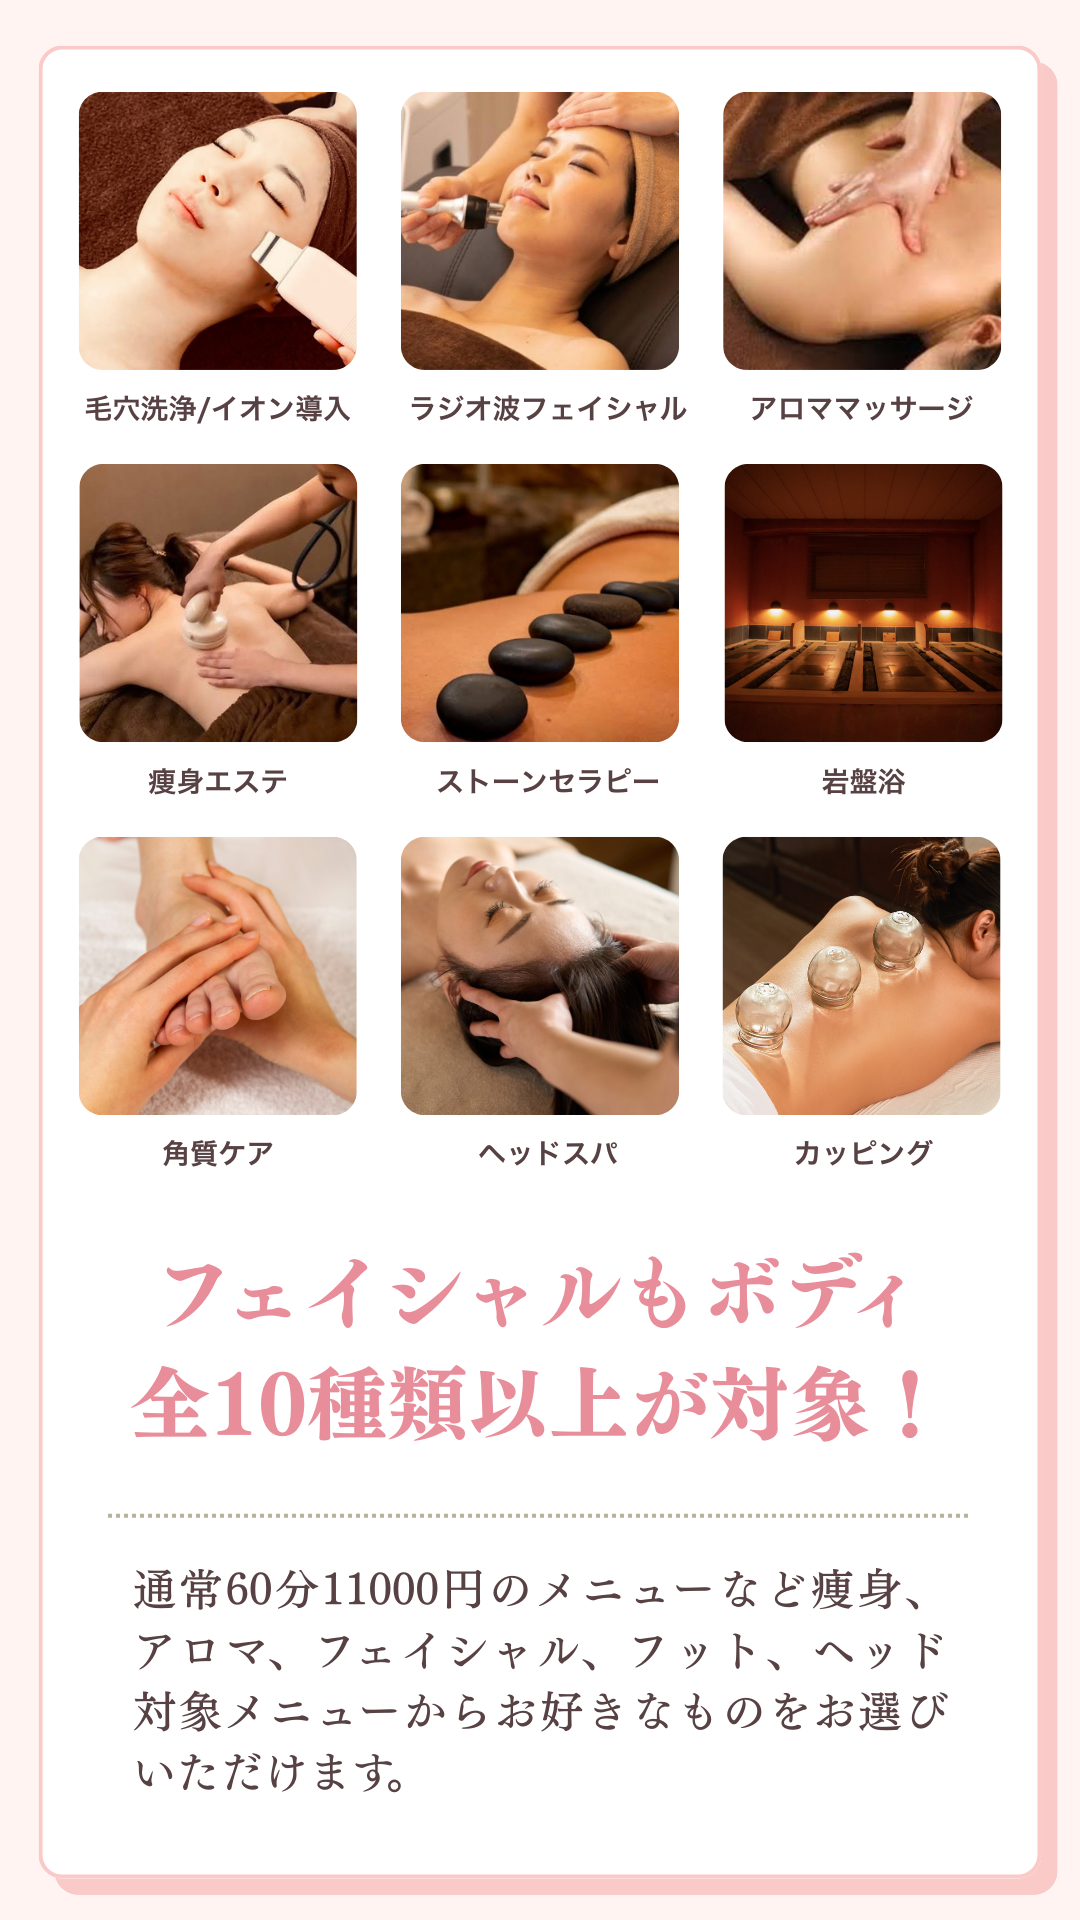 毛穴洗浄/イオン導入
ラジオ波フェイシャル
アロママッサージ
痩身エステ
ストーンセラピー
岩盤浴
角質ケア
ヘッドスパ
カッピング
フェイシャルもボディ
全10種類以上が対象！
通常60分11000円のメニューなど痩身、
アロマ、フェイシャル、フット、ヘッド
対象メニューからお好きなものをお選び
いただけます。